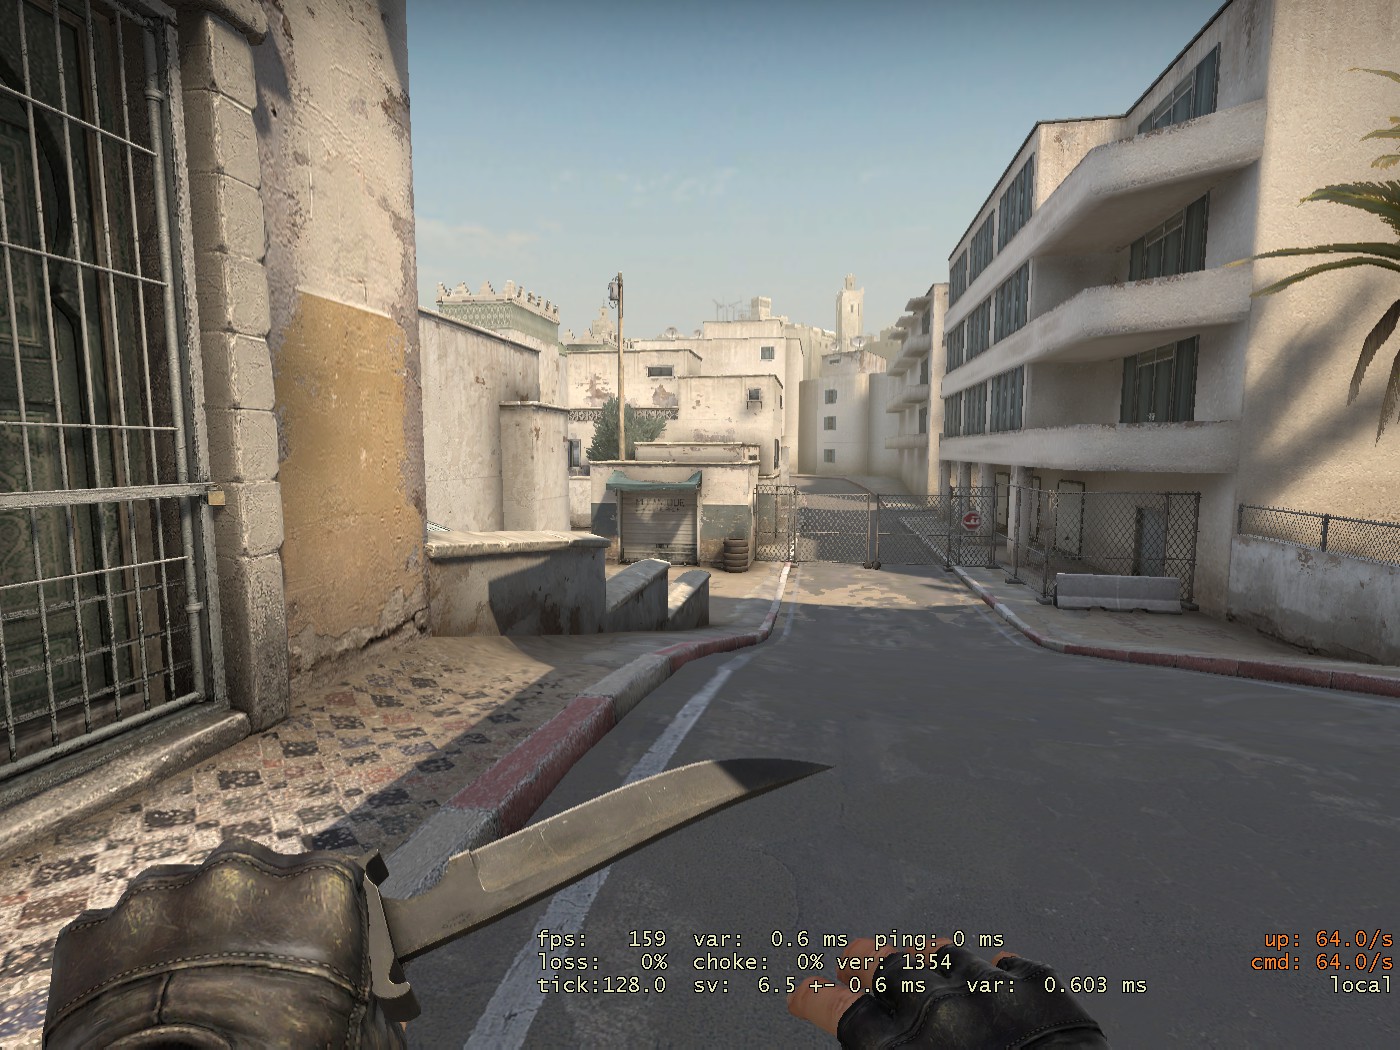 fps: 159 var: 0.6 ms ping: 0 ms up: 64.0/s
loss: 0% choke: 0% ver: 1354 cmd: 64.0/s
tick:128.0 sv: 6.5 +- 0.6 ms var: 0.603 ms local